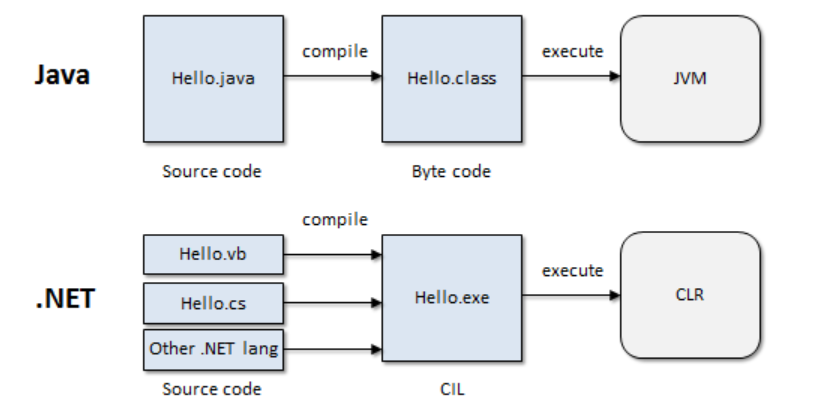 compile
execute
Java
Hello.java
Hello.class
JVM
Source code
Byte code
compile
Hello.vb
execute
.NET
Hello.cs
Hello.exe
CLR
Other .NET lang
Source code
CIL